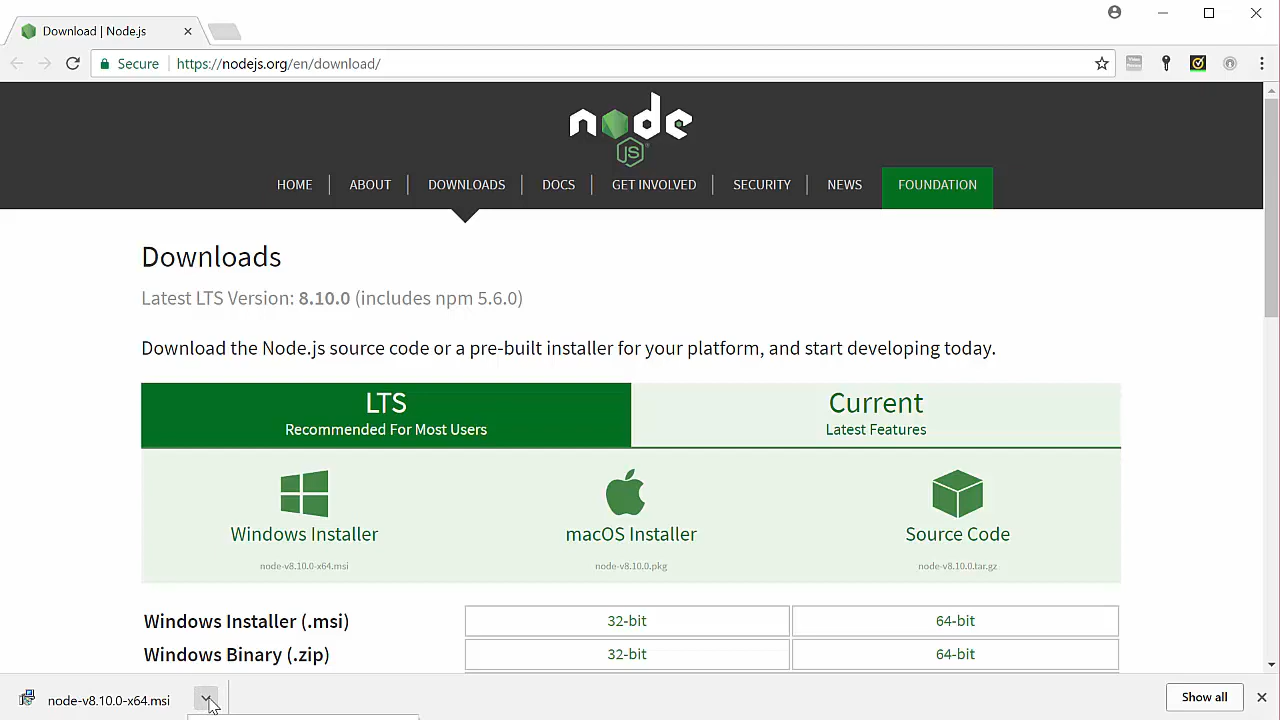 Download | Node.js
Secure https://nodejs.org/en/download/
node
JS
HOME ABOUT DOWNLOADS DOCS GET INVOLVED SECURITY NEWS FOUNDATION
Downloads
Latest LTS Version: 8.10.0 (includes npm 5.6.0)
Download the Node.js source code or a pre-built installer for your platform, and start developing today.
LTS
Recommended For Most Users
Current
Latest Features
Windows Installer
node-v8.10.0-x64.msi
macOS Installer
node-v8.10.0.pkg
Source Code
node-v8.10.0.tar.gz
Windows Installer (.msi) 32-bit 64-bit
Windows Binary (.zip) 32-bit 64-bit
node-v8.10.0-x64.msi
Show all